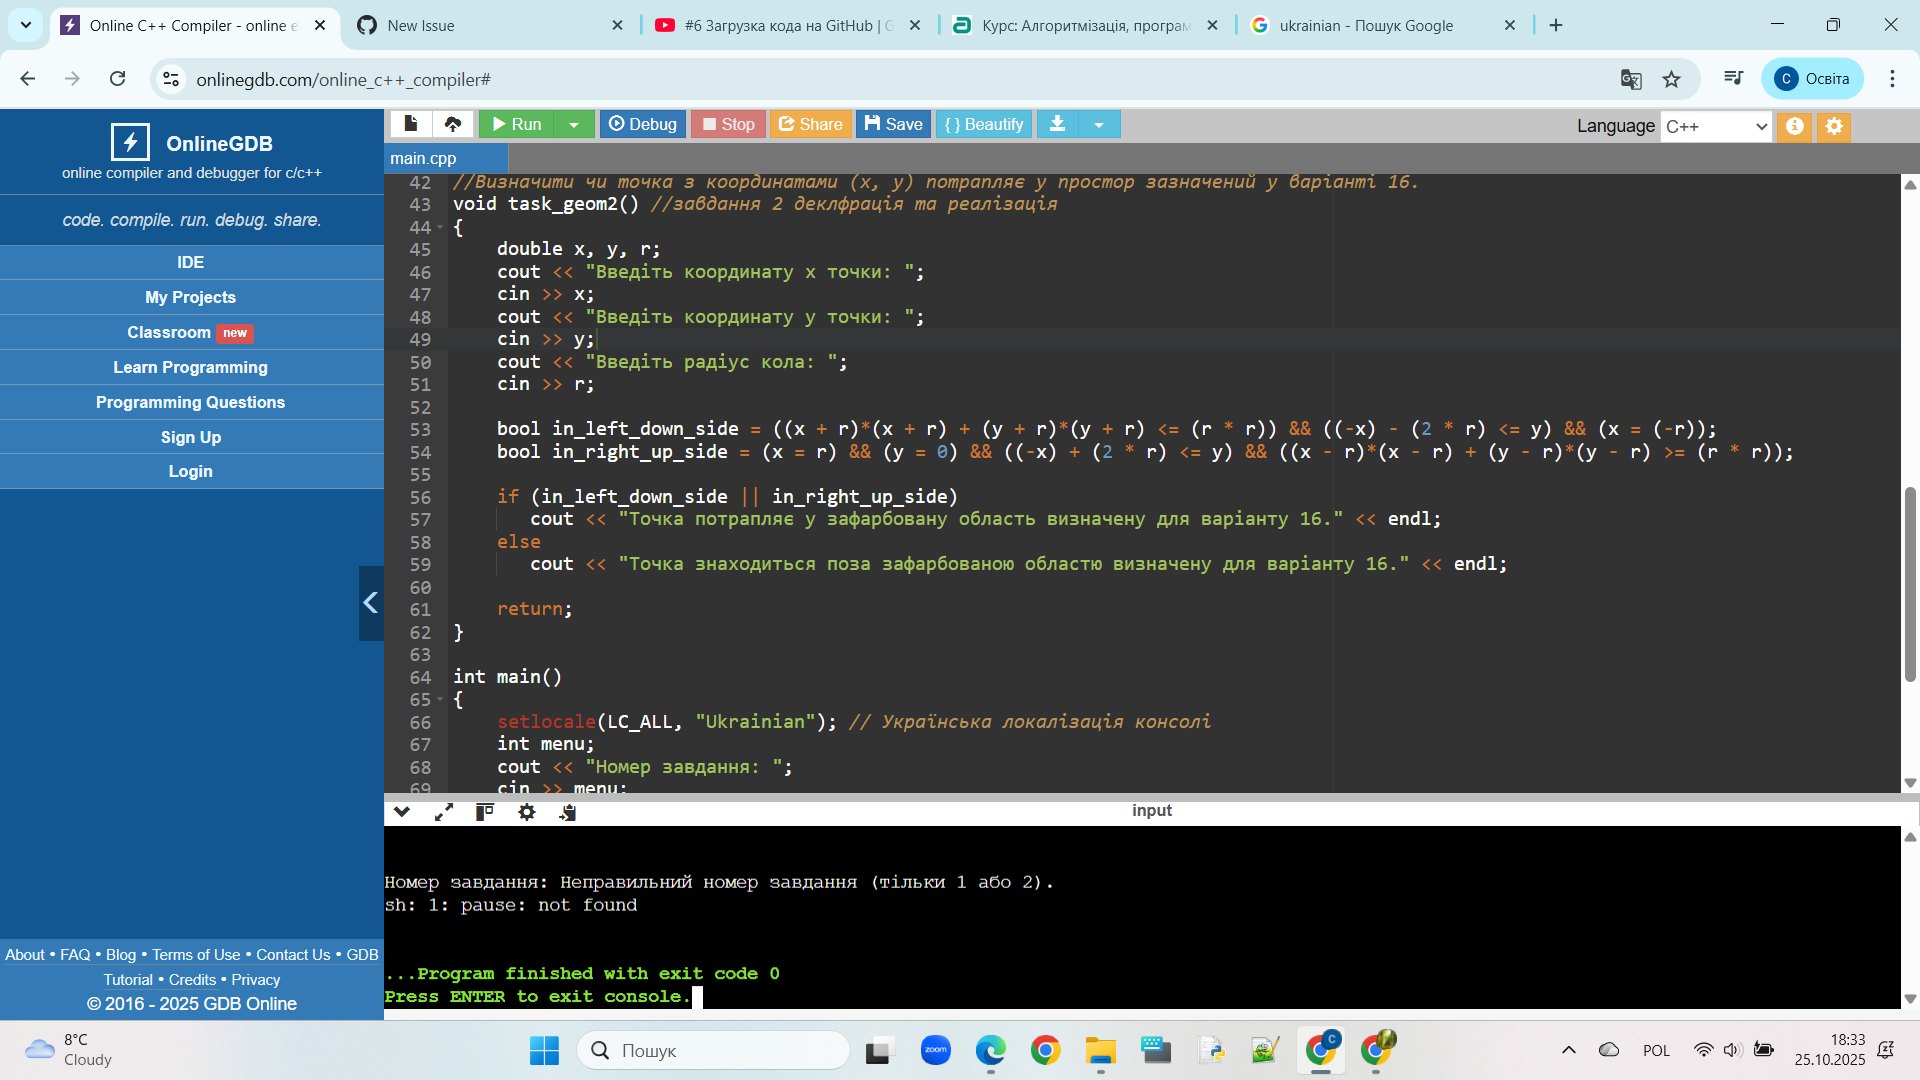 Online C++ Compiler - online e
New Issue
#6 Загрузка кода на GitHub | G
Курс: Алгоритмізація, програм
ukrainian - Пошук Google
onlinegdb.com/online_c++_compiler#
С Освіта
OnlineGDB
online compiler and debugger for c/c++
code. compile. run. debug. share.
IDE
My Projects
Classroom new
Learn Programming
Programming Questions
Sign Up
Login
About • FAQ • Blog • Terms of Use • Contact Us • GDB
Tutorial • Credits • Privacy
© 2016 - 2025 GDB Online
Run Debug Stop Share Save { } Beautify
Language C++
main.cpp
42 //Визначити чи точка з координатами (x, y) потрапляє у простор зазначений у варіанті 16.
43 void task_geom2() //завдання 2 деклфрація та реалізація
44 {
45 double x, y, r;
46 cout << "Введіть координату x точки: ";
47 cin >> x;
48 cout << "Введіть координату y точки: ";
49 cin >> y;
50 cout << "Введіть радіус кола: ";
51 cin >> r;
52
53 bool in_left_down_side = ((x + r)*(x + r) + (y + r)*(y + r) <= (r * r)) && ((-x) - (2 * r) <= y) && (x = (-r));
54 bool in_right_up_side = (x = r) && (y = 0) && ((-x) + (2 * r) <= y) && ((x - r)*(x - r) + (y - r)*(y - r) >= (r * r));
55
56 if (in_left_down_side || in_right_up_side)
57 cout << "Точка потрапляє у зафарбовану область визначену для варіанту 16." << endl;
58 else
59 cout << "Точка знаходиться поза зафарбованою областю визначену для варіанту 16." << endl;
60
61 return;
62 }
63
64 int main()
65 {
66 setlocale(LC_ALL, "Ukrainian"); // Українська локалізація консолі
67 int menu;
68 cout << "Номер завдання: ";
69 cin >> menu;
input
Номер завдання: Неправильний номер завдання (тільки 1 або 2).
sh: 1: pause: not found
...Program finished with exit code 0
Press ENTER to exit console.
8°C
Cloudy
Пошук
zoom
C
POL
18:33
25.10.2025